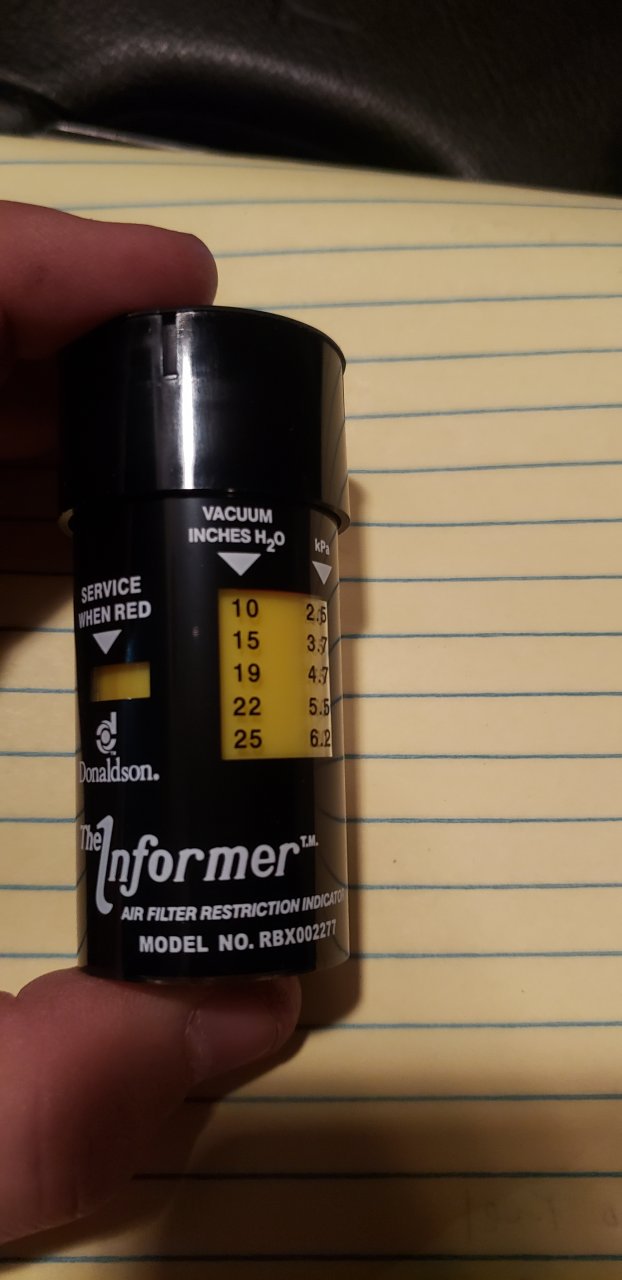 VACUUM
INCHES H2O
kPa
SERVICE
WHEN RED
10 2.5
15 3.7
19 4.7
22 5.5
25 6.2
Donaldson.
The Informer T.M.
AIR FILTER RESTRICTION INDICATOR
MODEL NO. RBX002277